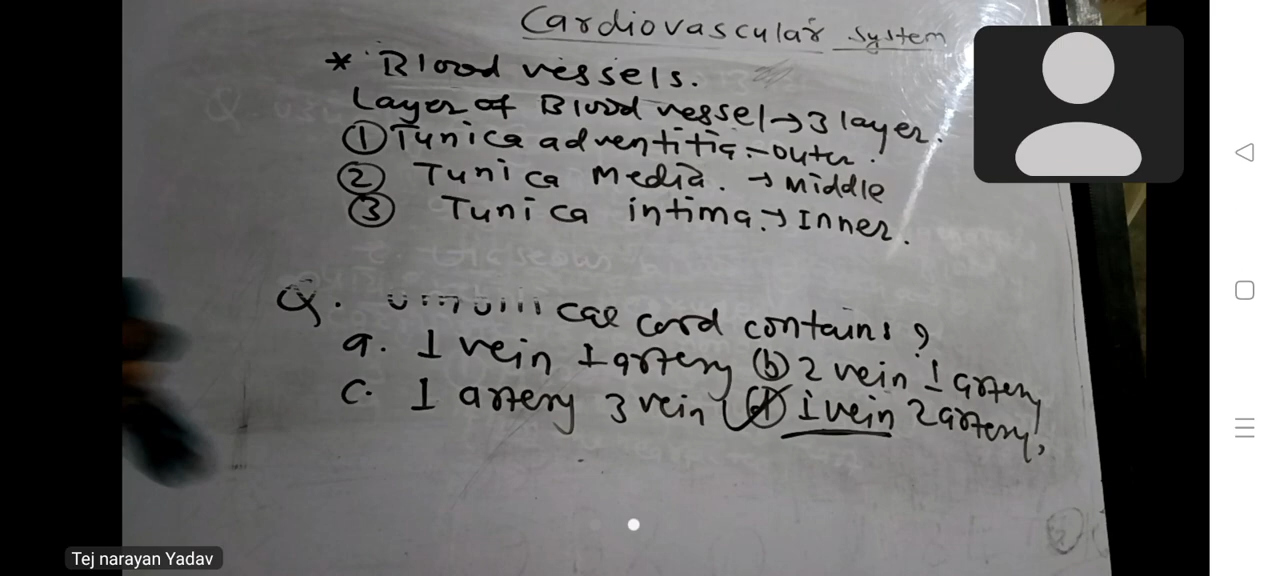 Cardiovascular system
* Blood vessels.
Layer of Blood vessel → 3 layer.
① Tunica adventitia - outer.
② Tunica Media. → Middle
③ Tunica intima. → Inner.
Q. cal cord contains ?
a. 1 vein 1 artery (b) 2 vein 1 artery
c. 1 artery 3 vein (d) 1 vein 2 artery,
Tej narayan Yadav